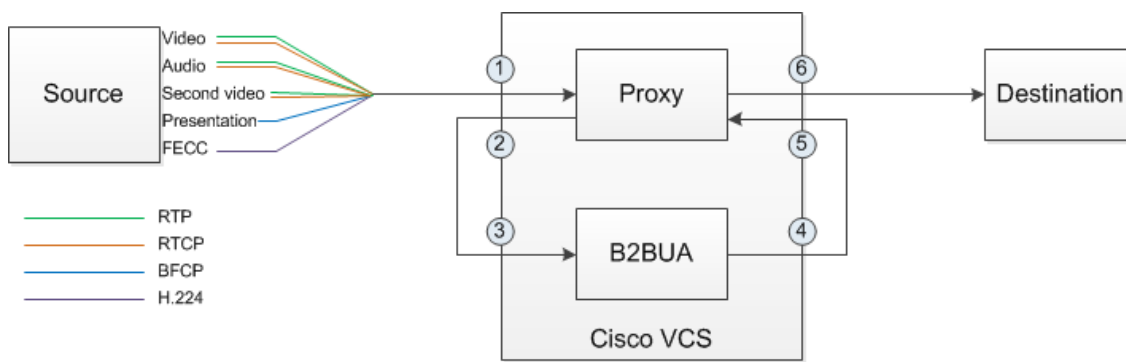 Source
Video
Audio
Second video
Presentation
FECC
1
2
3
Proxy
B2BUA
Cisco VCS
6
5
4
Destination
RTP
RTCP
BFCP
H.224